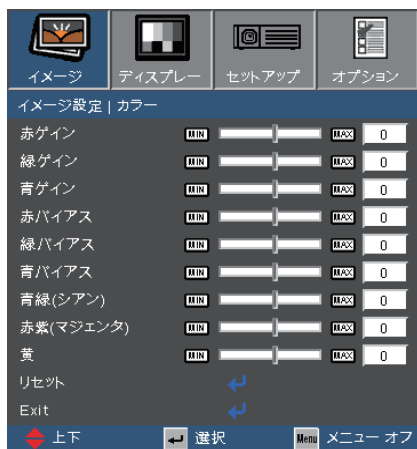 イメージ ディスプレー セットアップ オプション
イメージ設定 | カラー
赤ゲイン MIN MAX 0
緑ゲイン MIN MAX 0
青ゲイン MIN MAX 0
赤バイアス MIN MAX 0
緑バイアス MIN MAX 0
青バイアス MIN MAX 0
青緑(シアン) MIN MAX 0
赤紫(マジエンタ) MIN MAX 0
黄 MIN MAX 0
リセット
Exit
上下 選択 Menu メニュー オフ